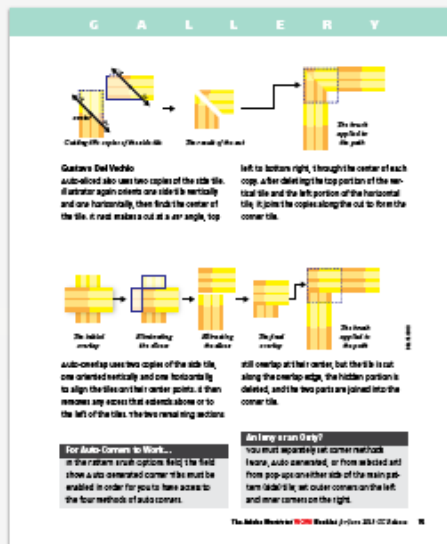 GALLERY
Cutting the copies of the side tile
The result of the cut
The brush
applied to
the path
Gustavo Del Vechio
Auto-sliced also uses two copies of the side tile.
Illustrator again orients one side tile vertically
and one horizontally, then finds the center of
the tile. It next makes a cut at a 45° angle, top
left to bottom right, through the center of each
copy. After deleting the top portion of the ver-
tical tile and the left portion of the horizontal
tile, it joins the copies along the cut to form the
corner tile.
The initial
overlap
Eliminating
the excess
The final
overlap
The brush
applied to
the path
Auto-overlap uses two copies of the side tile,
one oriented vertically and one horizontally,
to align the tiles on their center points. It then
removes any excess that extends above or to
the left of the tiles. The two remaining sections
still overlap at their center, but the tile is cut
along the overlap edge, the hidden portion is
deleted, and the two parts are joined into the
corner tile.
For Auto-Corners to Work...
In the Pattern Brush Options field, the field
show Auto Generated Corner Tiles must be
enabled in order for you to have access to
the four methods of auto corners.
You must separately set corner methods
(None, Auto Generated, or from selected art)
from pop-ups on either side of the main pat-
tern (side) tile; set outer corners on the left
and inner corners on the right.
The Adobe Illustrator WOW! Book